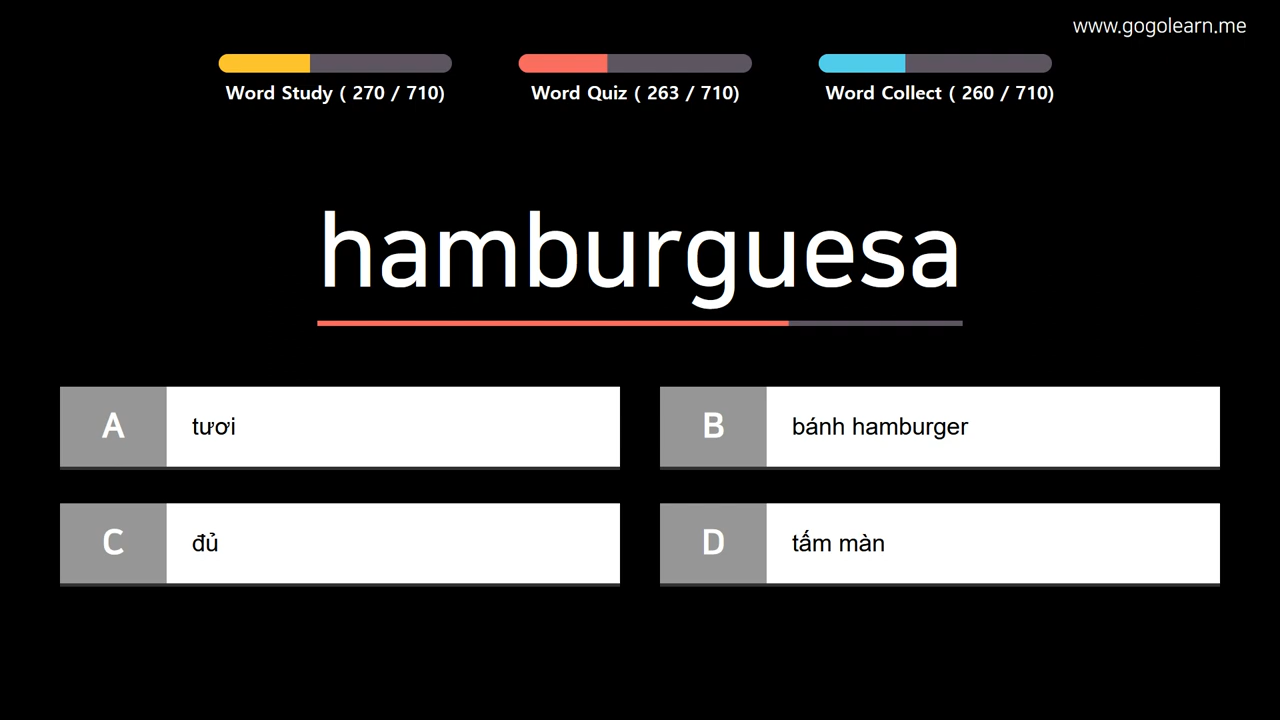 www.gogolearn.me
Word Study ( 270 / 710)
Word Quiz ( 263 / 710)
Word Collect ( 260 / 710)
hamburguesa
A
tươi
B
bánh hamburger
C
đủ
D
tấm màn